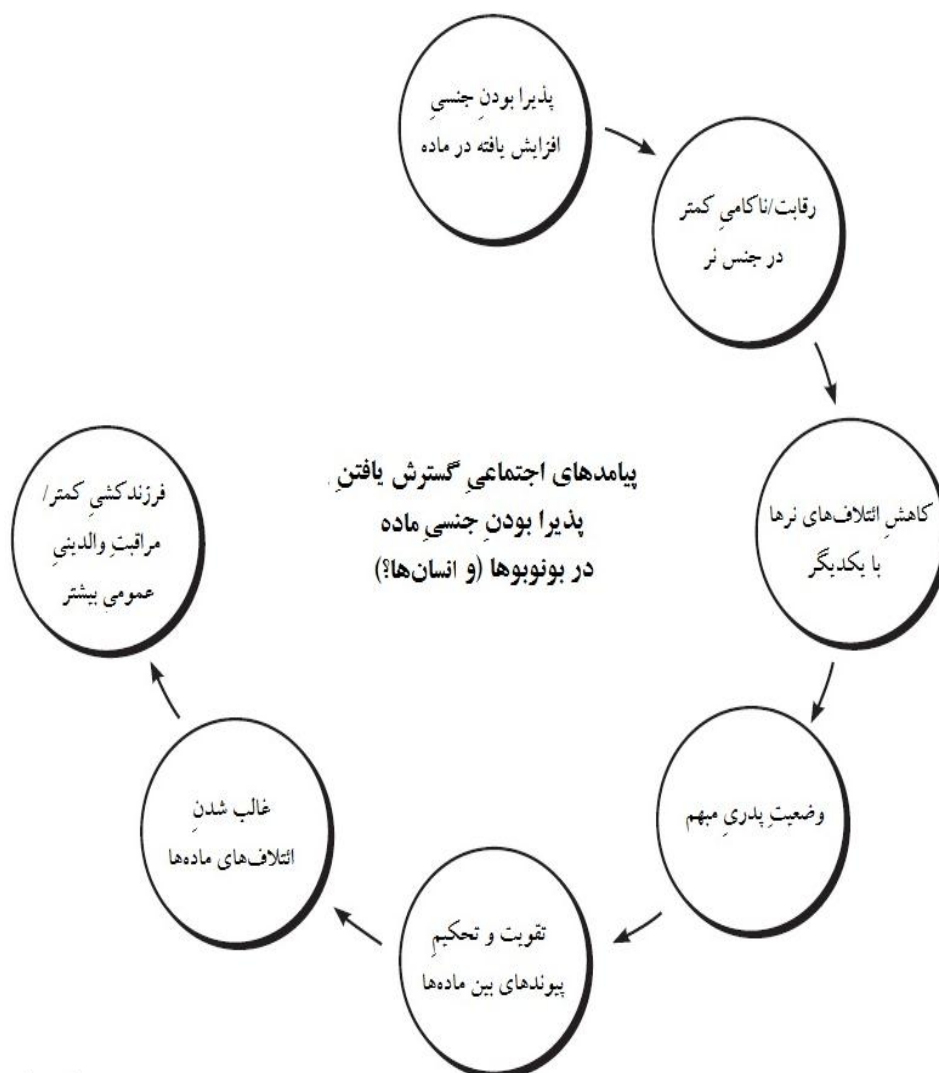 پذیرا بودنِ جنسیِ
افزایش یافته در ماده
رقابت/ناکامیِ کمتر
در جنس نر
کاهشِ ائتلاف‌های نرها
با یکدیگر
وضعیتِ پدریِ مبهم
تقویت و تحکیمِ
پیوندهای بین ماده‌ها
غالب شدنِ
ائتلاف‌های ماده‌ها
فرزندکشیِ کمتر/
مراقبتِ والدینیِ
عمومیِ بیشتر
پیامدهای اجتماعیِ گسترش یافتنِ
پذیرا بودنِ جنسیِ ماده
در بونوبوها (و انسان‌ها؟)